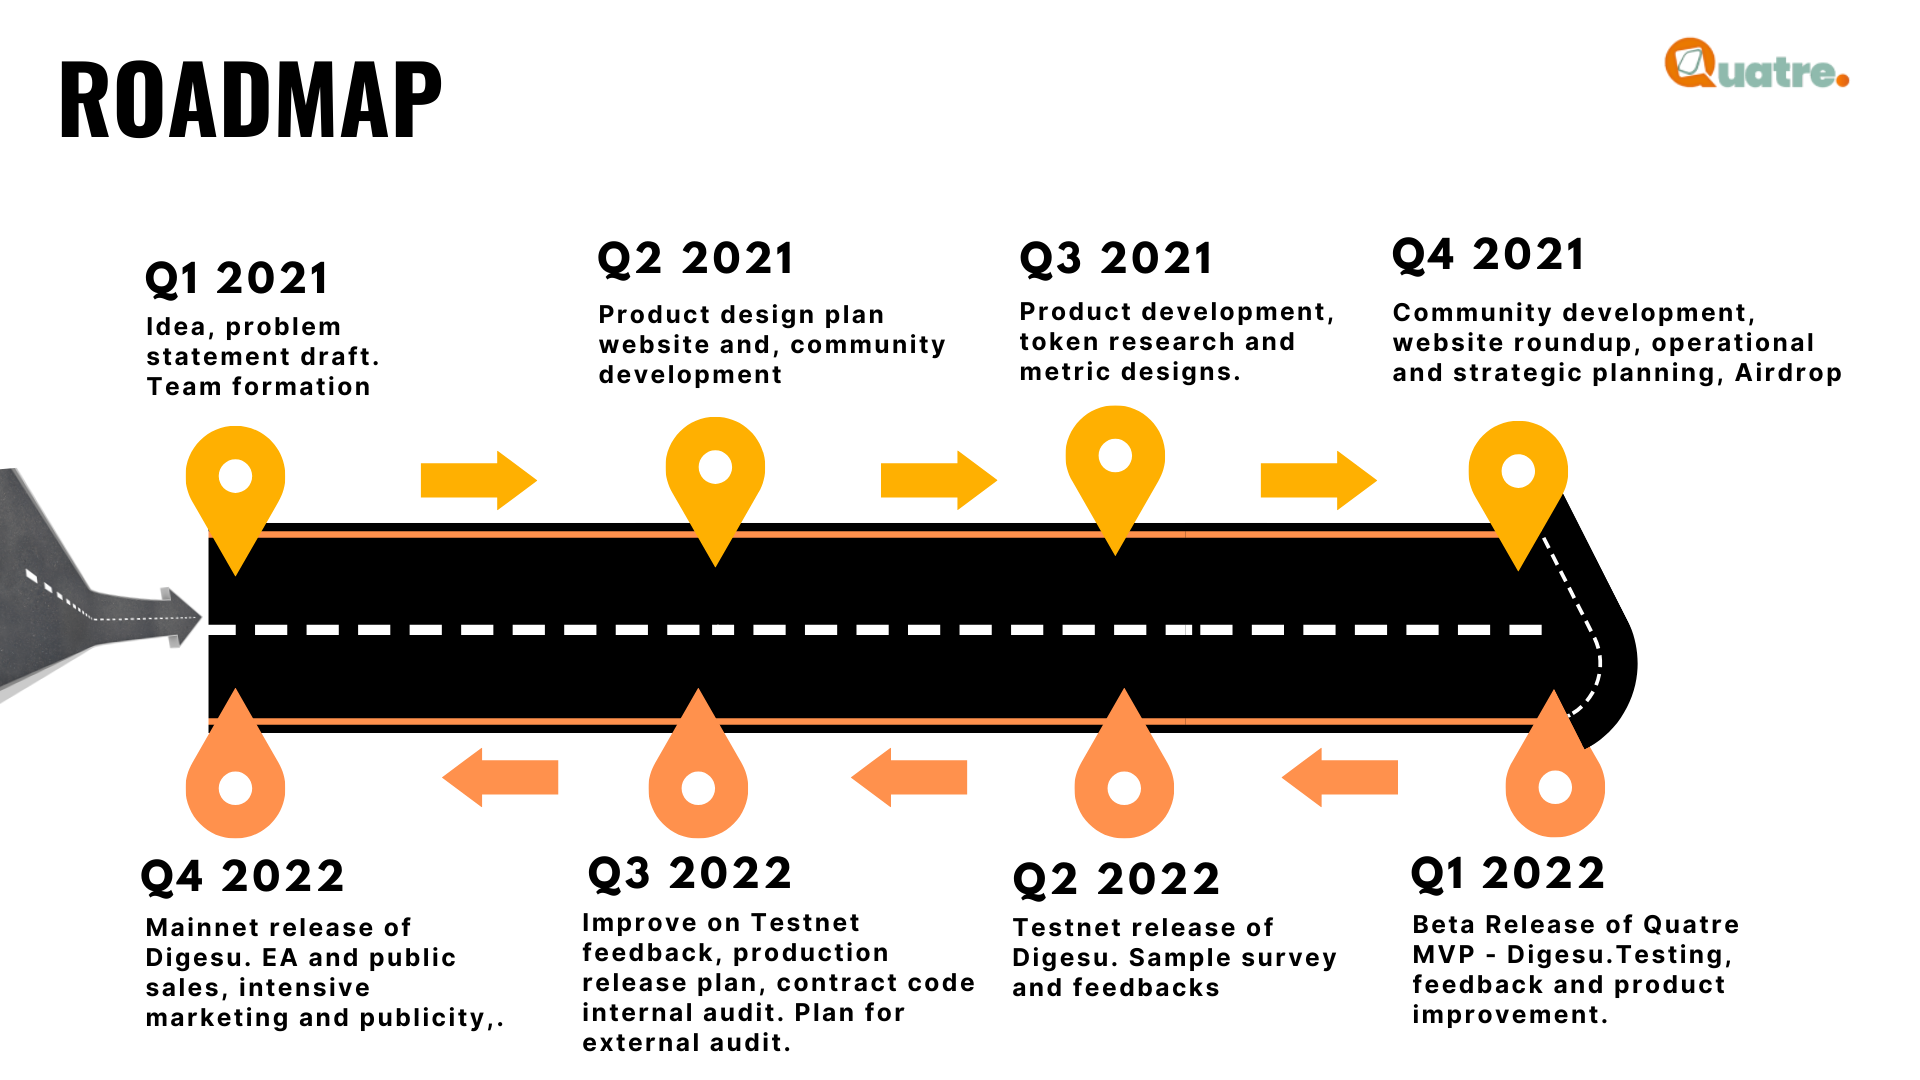 ROADMAP
Quatre.
Q1 2021
Idea, problem
statement draft.
Team formation
Q2 2021
Product design plan
website and, community
development
Q3 2021
Product development,
token research and
metric designs.
Q4 2021
Community development,
website roundup, operational
and strategic planning, Airdrop
Q4 2022
Mainnet release of
Digesu. EA and public
sales, intensive
marketing and publicity,.
Q3 2022
Improve on Testnet
feedback, production
release plan, contract code
internal audit. Plan for
external audit.
Q2 2022
Testnet release of
Digesu. Sample survey
and feedbacks
Q1 2022
Beta Release of Quatre
MVP - Digesu.Testing,
feedback and product
improvement.